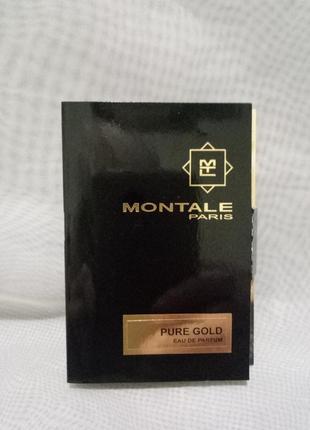 MONTALE
PARIS
PURE GOLD
EAU DE PARFUM